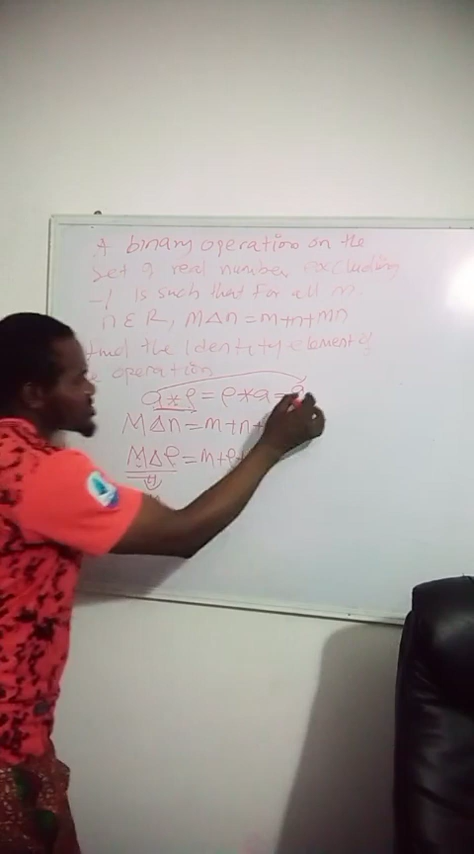 A binary operation on the
set of real number, excluding
-1 is such that for all m,
n ∈ R, M∆n = m+n+mn
find the identity element of
operation
a * e = e * a = a
M∆n = m+n+
M∆e = m+e+